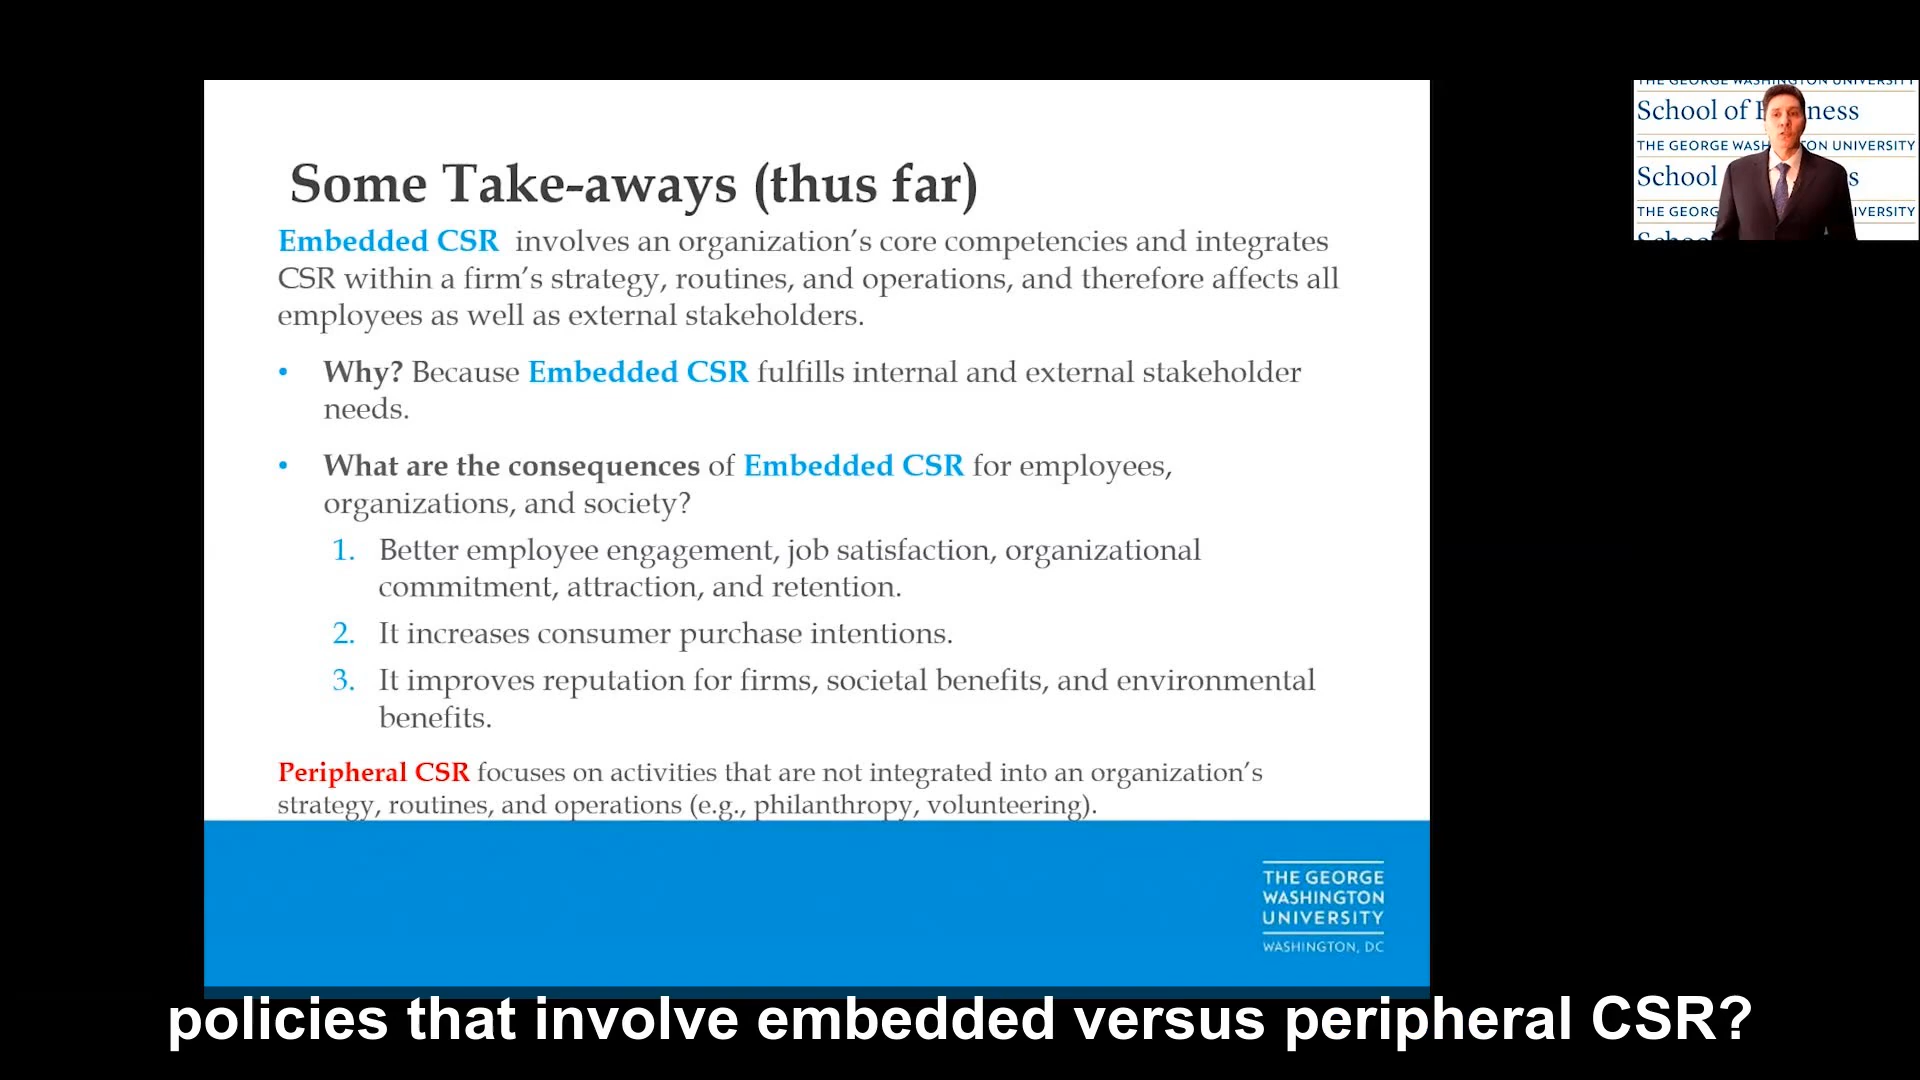 Some Take-aways (thus far)
Embedded CSR involves an organization’s core competencies and integrates
CSR within a firm’s strategy, routines, and operations, and therefore affects all
employees as well as external stakeholders.
• Why? Because Embedded CSR fulfills internal and external stakeholder
needs.
• What are the consequences of Embedded CSR for employees,
organizations, and society?
1. Better employee engagement, job satisfaction, organizational
commitment, attraction, and retention.
2. It increases consumer purchase intentions.
3. It improves reputation for firms, societal benefits, and environmental
benefits.
Peripheral CSR focuses on activities that are not integrated into an organization’s
strategy, routines, and operations (e.g., philanthropy, volunteering).
THE GEORGE
WASHINGTON
UNIVERSITY
WASHINGTON, DC
THE GEORGE WASHINGTON UNIVERSITY
School of B ness
THE GEORGE WASH TON UNIVERSITY
School s
THE GEORG IVERSITY
School
policies that involve embedded versus peripheral CSR?